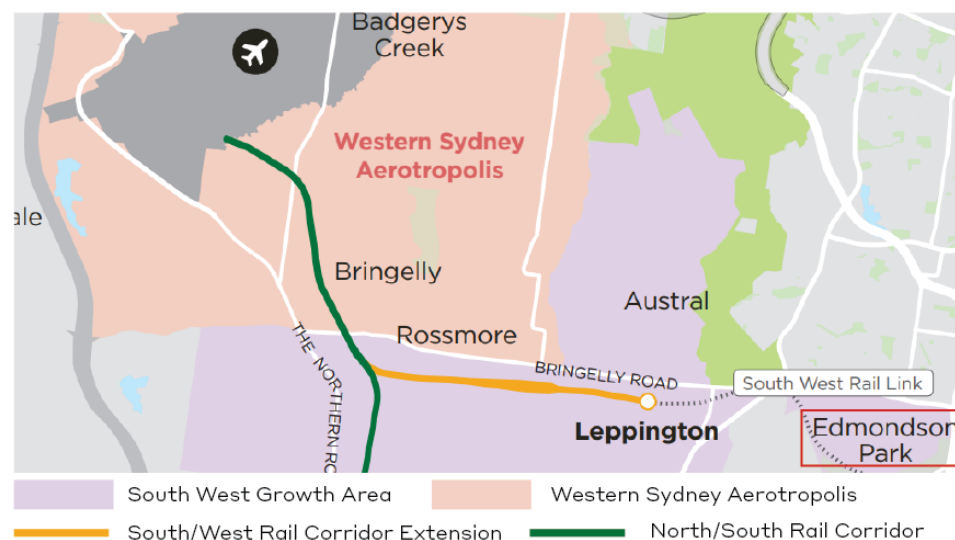 Badgerys
Creek
Western Sydney
Aerotropolis
ale
Bringelly
Austral
Rossmore
THE NORTHERN RO
BRINGELLY ROAD
South West Rail Link
Leppington
Edmondson
Park
South West Growth Area
Western Sydney Aerotropolis
South/West Rail Corridor Extension
North/South Rail Corridor